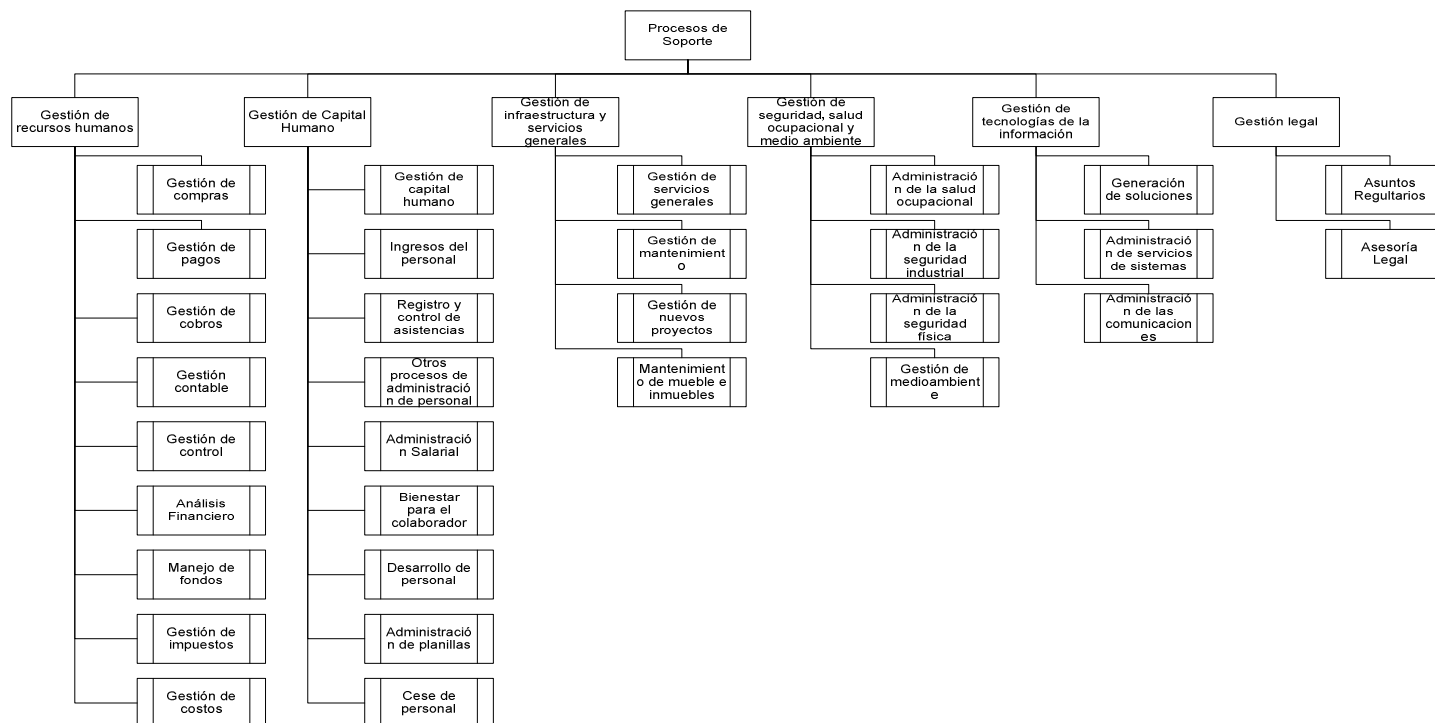 Procesos de
Soporte
Gestión de
recursos humanos
Gestión de Capital
Humano
Gestión de
infraestructura y
servicios
generales
Gestión de
seguridad, salud
ocupacional y
medio ambiente
Gestión de
tecnologías de la
información
Gestión legal
Gestión de
compras
Gestión de
pagos
Gestión de
cobros
Gestión
contable
Gestión de
control
Análisis
Financiero
Manejo de
fondos
Gestión de
impuestos
Gestión de
costos
Gestión de
capital
humano
Ingresos del
personal
Registro y
control de
asistencias
Otros
procesos de
administració
n de personal
Administració
n Salarial
Bienestar
para el
colaborador
Desarrollo de
personal
Administració
n de planillas
Cese de
personal
Gestión de
servicios
generales
Gestión de
mantenimient
o
Gestión de
nuevos
proyectos
Mantenimient
o de mueble e
inmuebles
Administració
n de la salud
ocupacional
Administració
n de la
seguridad
industrial
Administració
n de la
seguridad
física
Gestión de
medioambient
e
Generación
de soluciones
Administració
n de servicios
de sistemas
Administració
n de las
comunicacion
es
Asuntos
Regultarios
Asesoría
Legal